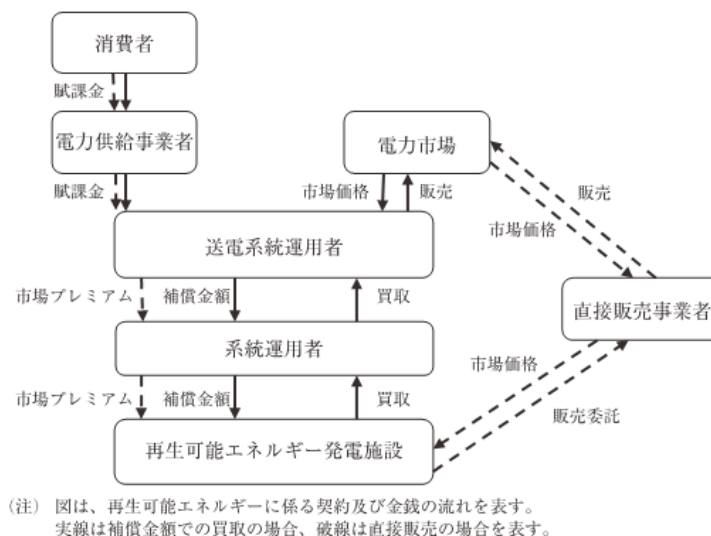 消費者
賦課金
電力供給事業者
電力市場
賦課金
市場価格
販売
販売
市場価格
送電系統運用者
市場プレミアム
補償金額
買取
直接販売事業者
系統運用者
市場価格
市場プレミアム
補償金額
買取
販売委託
再生可能エネルギー発電施設
(注) 図は、再生可能エネルギーに係る契約及び金銭の流れを表す。
実線は補償金額での買取の場合、破線は直接販売の場合を表す。